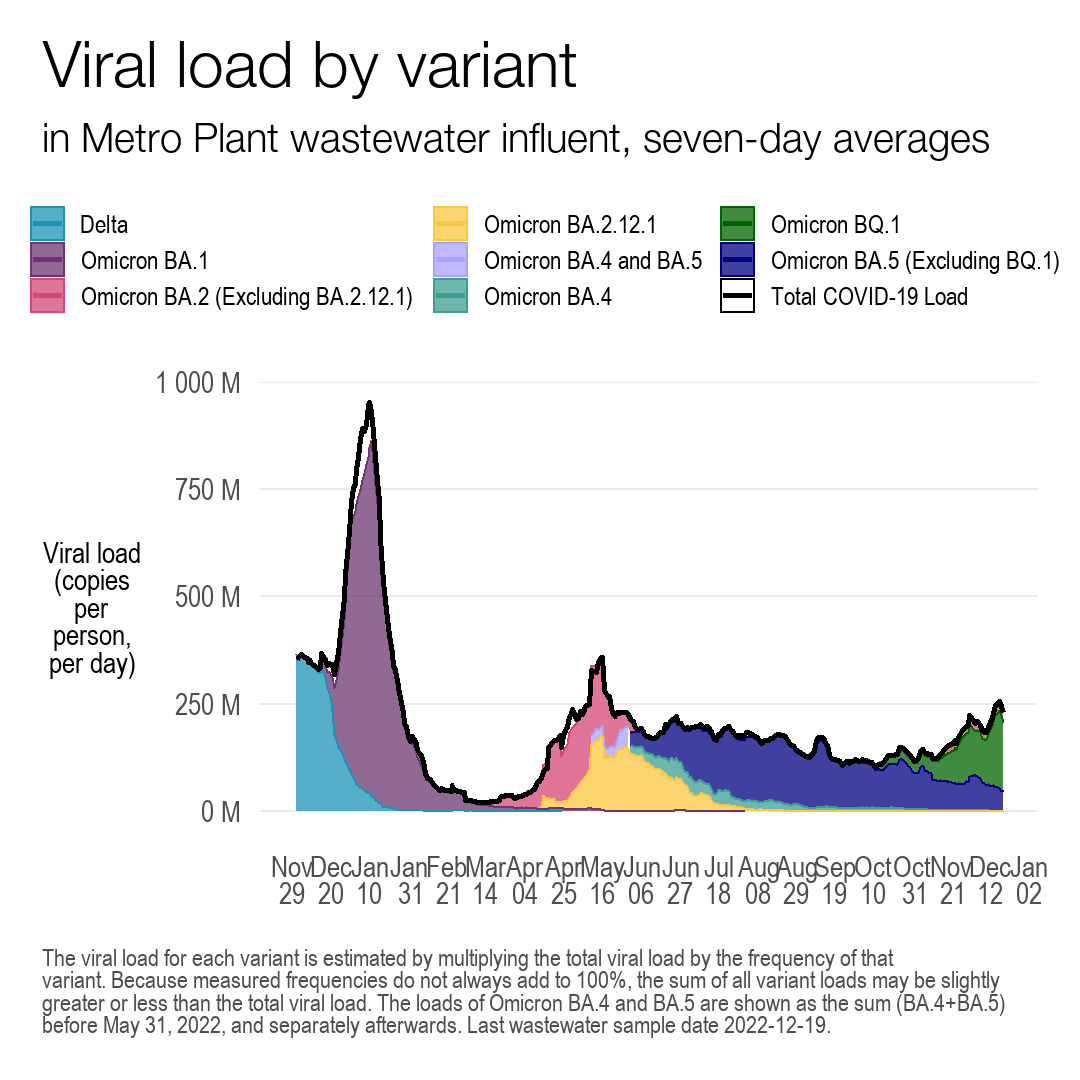 Viral load by variant
in Metro Plant wastewater influent, seven-day averages
Delta
Omicron BA.1
Omicron BA.2 (Excluding BA.2.12.1)
Omicron BA.2.12.1
Omicron BA.4 and BA.5
Omicron BA.4
Omicron BQ.1
Omicron BA.5 (Excluding BQ.1)
Total COVID-19 Load
Viral load
(copies
per
person,
per day)
1 000 M
750 M
500 M
250 M
0 M
Nov Dec Jan Jan Feb Mar Apr Apr May Jun Jun Jul Aug Aug Sep Oct Oct Nov Dec Jan
29 20 10 31 21 14 04 25 16 06 27 18 08 29 19 10 31 21 12 02
The viral load for each variant is estimated by multiplying the total viral load by the frequency of that
variant. Because measured frequencies do not always add to 100%, the sum of all variant loads may be slightly
greater or less than the total viral load. The loads of Omicron BA.4 and BA.5 are shown as the sum (BA.4+BA.5)
before May 31, 2022, and separately afterwards. Last wastewater sample date 2022-12-19.